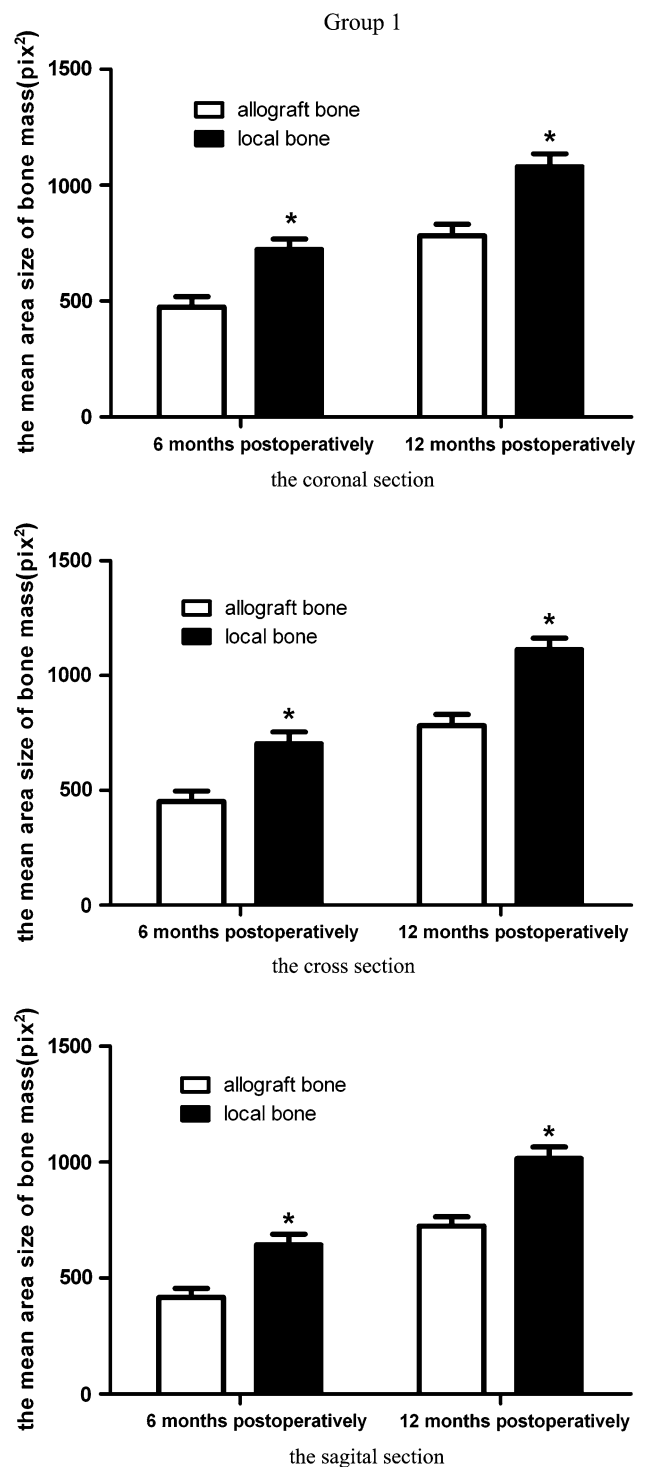 Group 1
the mean area size of bone mass(pix²)
1500
1000
500
0
allograft bone
local bone
*
*
6 months postoperatively
12 months postoperatively
the coronal section
the mean area size of bone mass(pix²)
1500
1000
500
0
allograft bone
local bone
*
*
6 months postoperatively
12 months postoperatively
the cross section
the mean area size of bone mass(pix²)
1500
1000
500
0
allograft bone
local bone
*
*
6 months postoperatively
12 months postoperatively
the sagital section